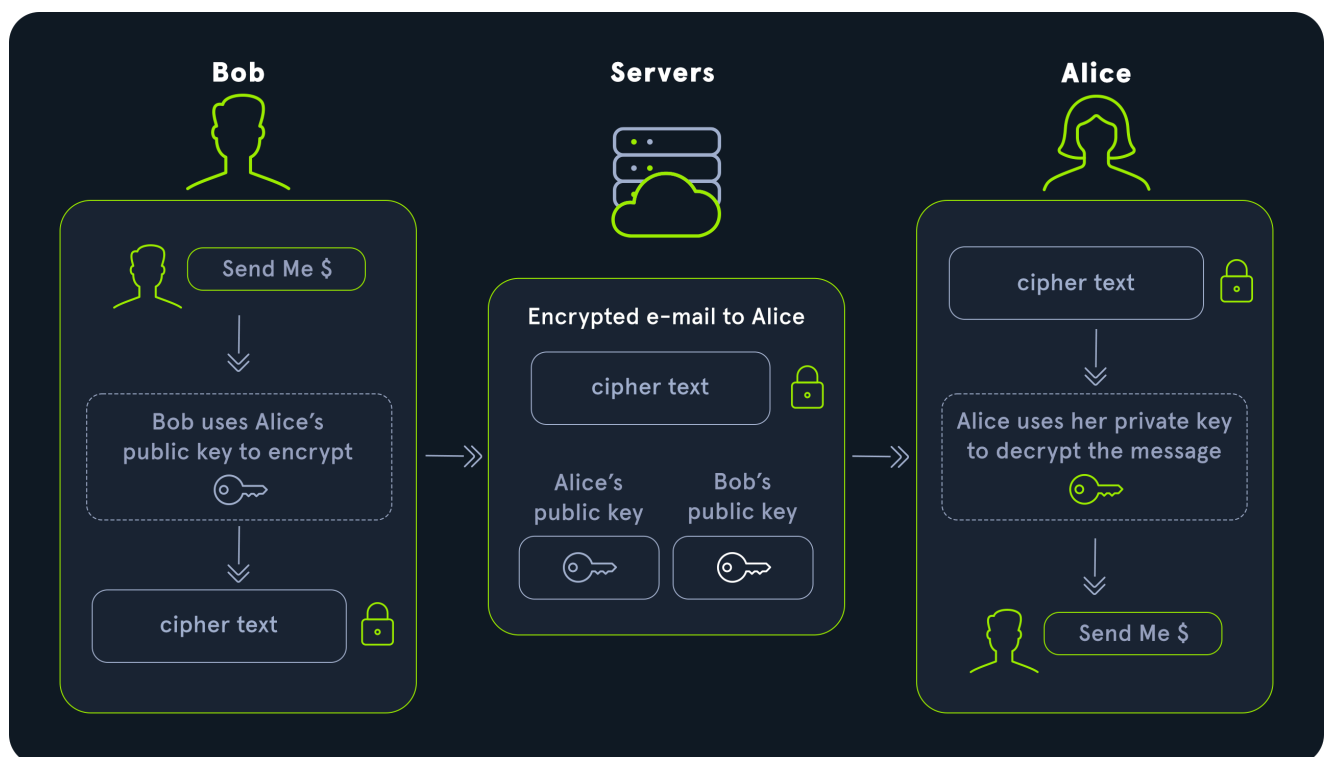 Bob
Servers
Alice
Send Me $
Bob uses Alice’s
public key to encrypt
cipher text
Encrypted e-mail to Alice
cipher text
Alice’s
public key
Bob’s
public key
cipher text
Alice uses her private key
to decrypt the message
Send Me $